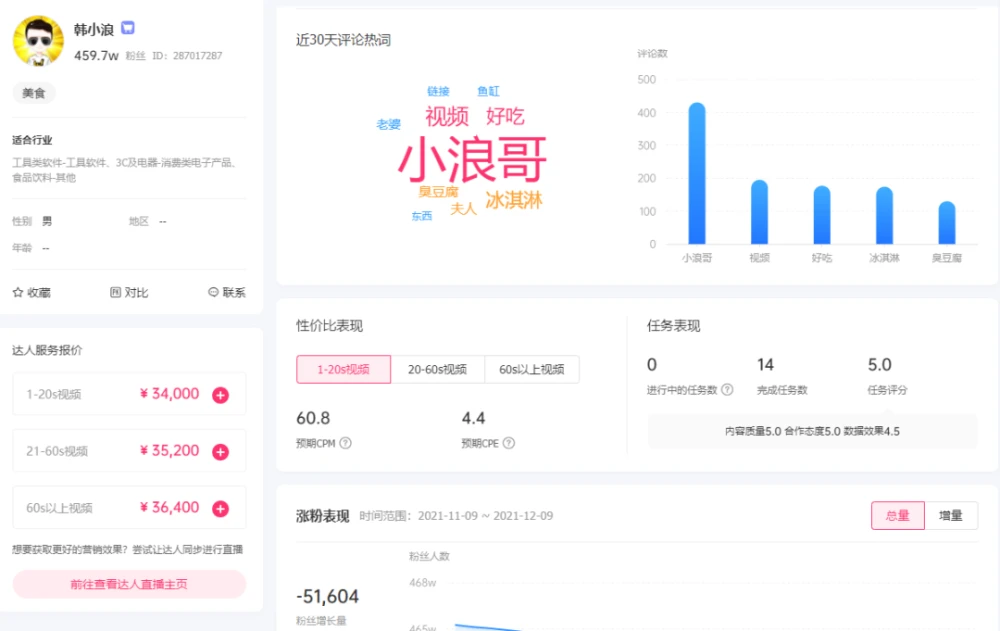 韩小浪
459.7w 粉丝 ID: 287017287
美食
适合行业
工具类软件-工具软件、3C及电器-消费类电子产品、
食品饮料-其他
性别 男 地区 --
年龄 --
收藏 对比 联系
达人服务报价
1-20s视频 ¥ 34,000
21-60s视频 ¥ 35,200
60s以上视频 ¥ 36,400
想要获取更好的营销效果？尝试让达人同步进行直播
前往查看达人直播主页
近30天评论热词
链接 鱼缸
老婆 视频 好吃
小浪哥
臭豆腐 冰淇淋
东西 夫人
评论数
500
400
300
200
100
0
小浪哥 视频 好吃 冰淇淋 臭豆腐
性价比表现
1-20s视频 20-60s视频 60s以上视频
60.8 4.4
预期CPM ? 预期CPE ?
任务表现
0 14 5.0
进行中的任务数 ? 完成任务数 任务评分
内容质量5.0 合作态度5.0 数据效果4.5
涨粉表现 时间范围：2021-11-09 ~ 2021-12-09
总量 增量
粉丝人数
468w
-51,604
粉丝增长量
465w